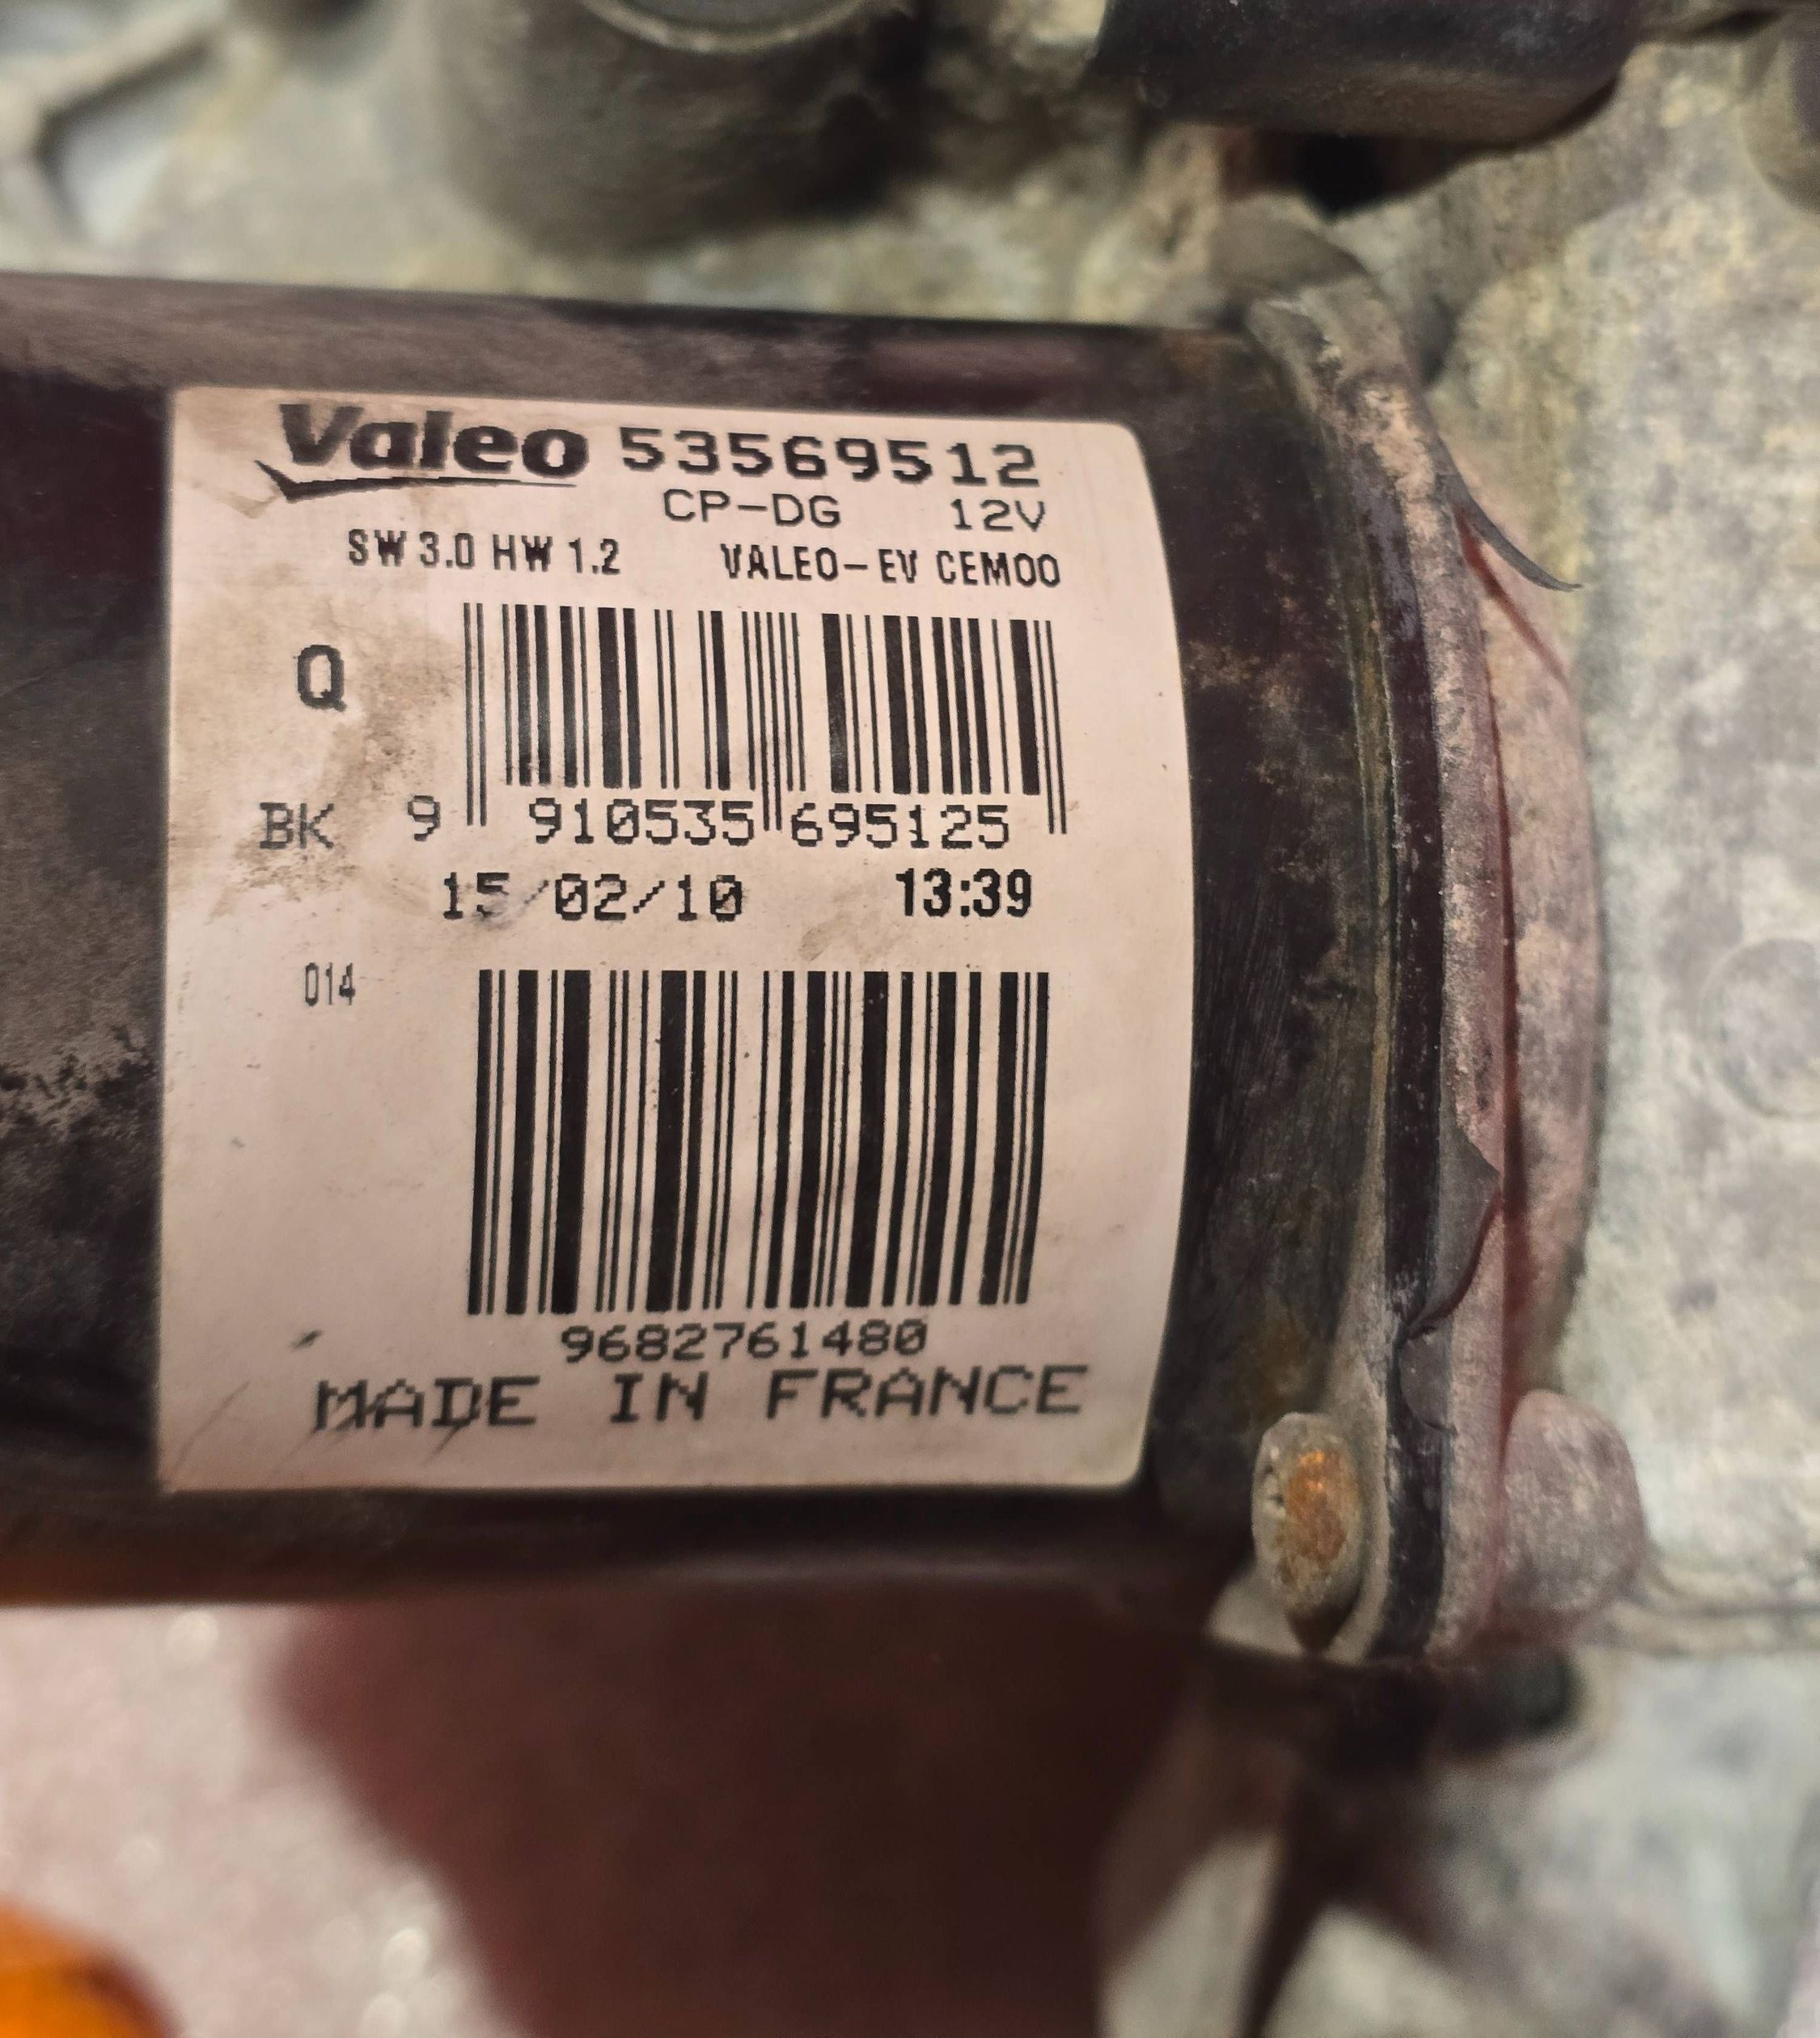 Valeo 53569512
CP-DG 12V
SW 3.0 HW 1.2 VALEO-EV CEM00
Q
BK 9 910535 695125
15/02/10 13:39
014
9682761480
MADE IN FRANCE